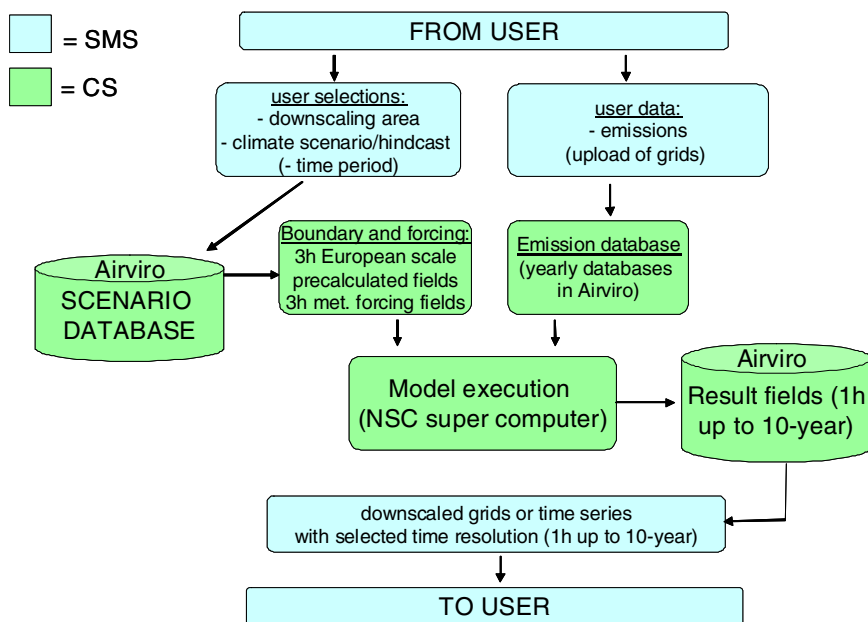 = SMS
= CS
FROM USER
user selections:
- downscaling area
- climate scenario/hindcast
(- time period)
user data:
- emissions
(upload of grids)
Airviro
SCENARIO
DATABASE
Boundary and forcing:
3h European scale
precalculated fields
3h met. forcing fields
Emission database
(yearly databases
in Airviro)
Model execution
(NSC super computer)
Airviro
Result fields (1h
up to 10-year)
downscaled grids or time series
with selected time resolution (1h up to 10-year)
TO USER